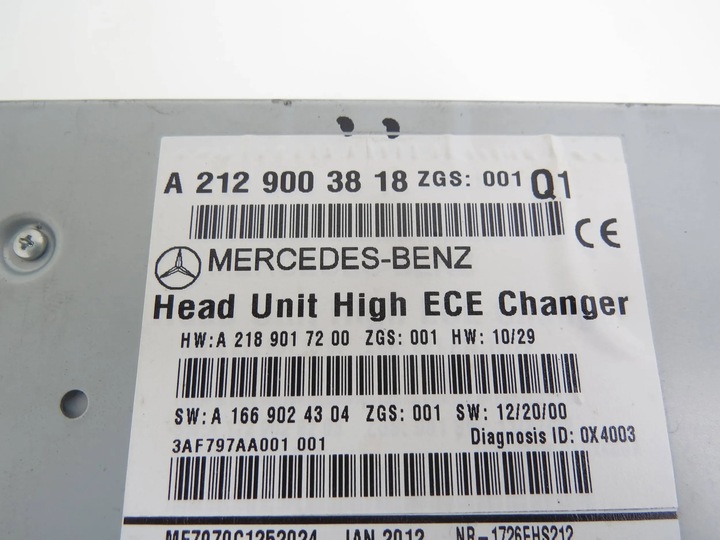 A 212 900 38 18 ZGS: 001 Q1
CE
MERCEDES-BENZ
Head Unit High ECE Changer
HW:A 218 901 72 00 ZGS: 001 HW: 10/29
SW:A 166 902 43 04 ZGS: 001 SW: 12/20/00
3AF797AA001 001 Diagnosis ID: 0X4003
JAN 2012